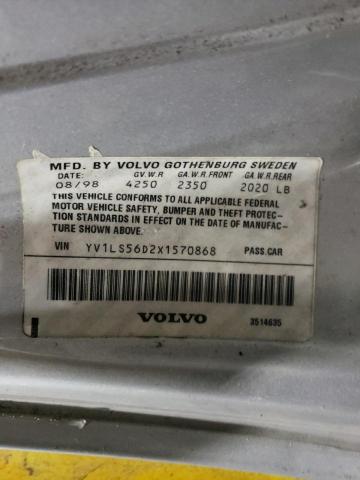 MFD. BY VOLVO GOTHENBURG SWEDEN
DATE: GV.W.R GA.W.R.FRONT GA.W.R.REAR
08/98 4250 2350 2020 LB
THIS VEHICLE CONFORMS TO ALL APPLICABLE FEDERAL
MOTOR VEHICLE SAFETY, BUMPER AND THEFT PROTEC-
TION STANDARDS IN EFFECT ON THE DATE OF MANUFAC-
TURE SHOWN ABOVE.
VIN YV1LS56D2X1570868 PASS.CAR
VOLVO 3514635